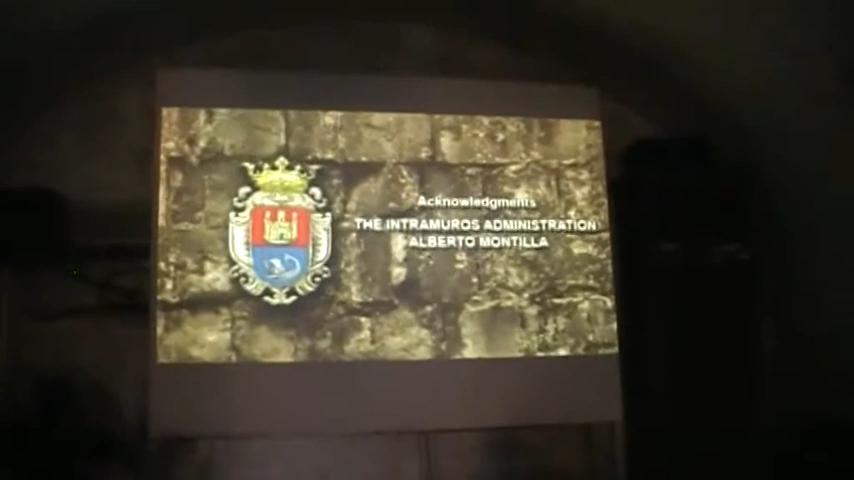 Acknowledgments
THE INTRAMUROS ADMINISTRATION
ALBERTO MONTILLA